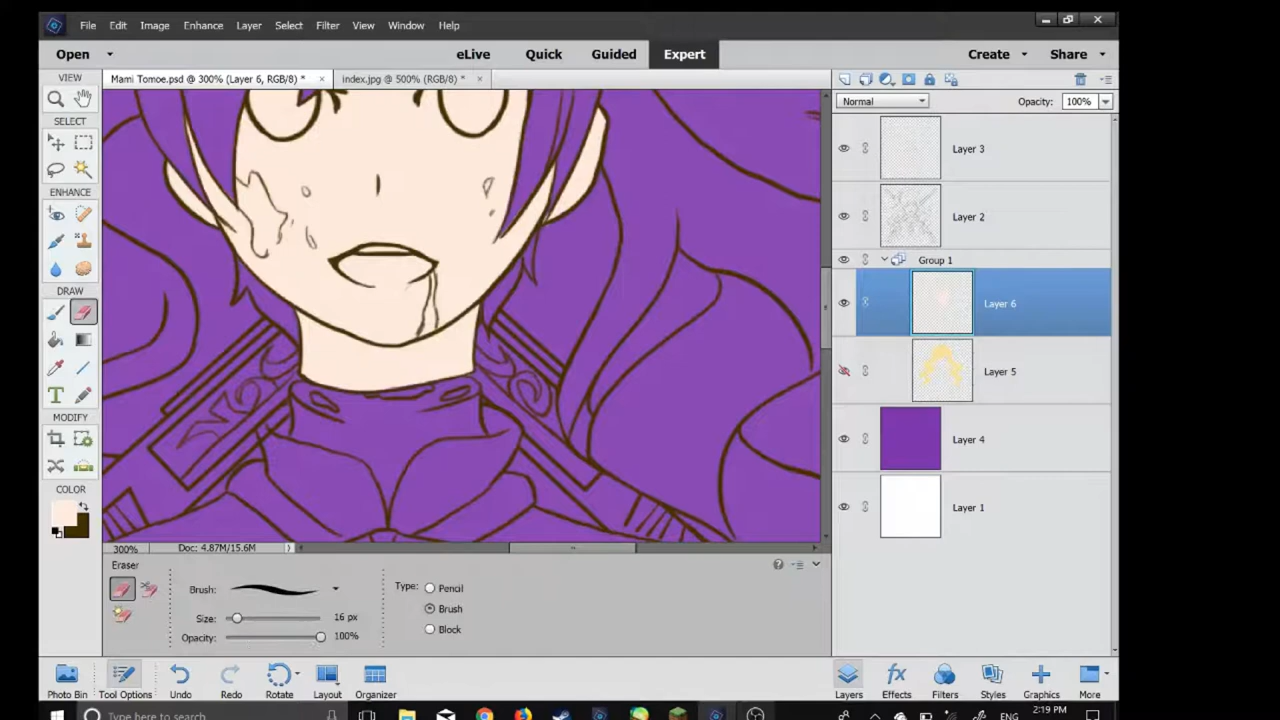 File Edit Image Enhance Layer Select Filter View Window Help
Open eLive Quick Guided Expert Create Share
VIEW
Mami Tomoe.psd @ 300% (Layer 6, RGB/8) * ×
index.jpg @ 500% (RGB/8) * ×
SELECT
ENHANCE
DRAW
T
MODIFY
COLOR
Normal Opacity: 100%
Layer 3
Layer 2
Group 1
Layer 6
Layer 5
Layer 4
Layer 1
300% Doc: 4.87M/15.6M
Eraser
Brush:
Size: 16 px
Opacity: 100%
Type: Pencil
Brush
Block
Photo Bin Tool Options Undo Redo Rotate Layout Organizer
Layers Effects Filters Styles Graphics More
Type here to search ENG 2:19 PM